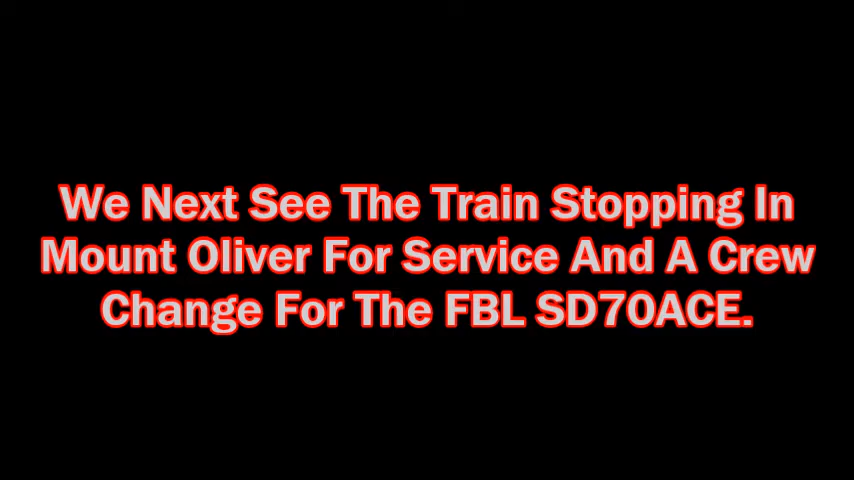 We Next See The Train Stopping In
Mount Oliver For Service And A Crew
Change For The FBL SD70ACE.